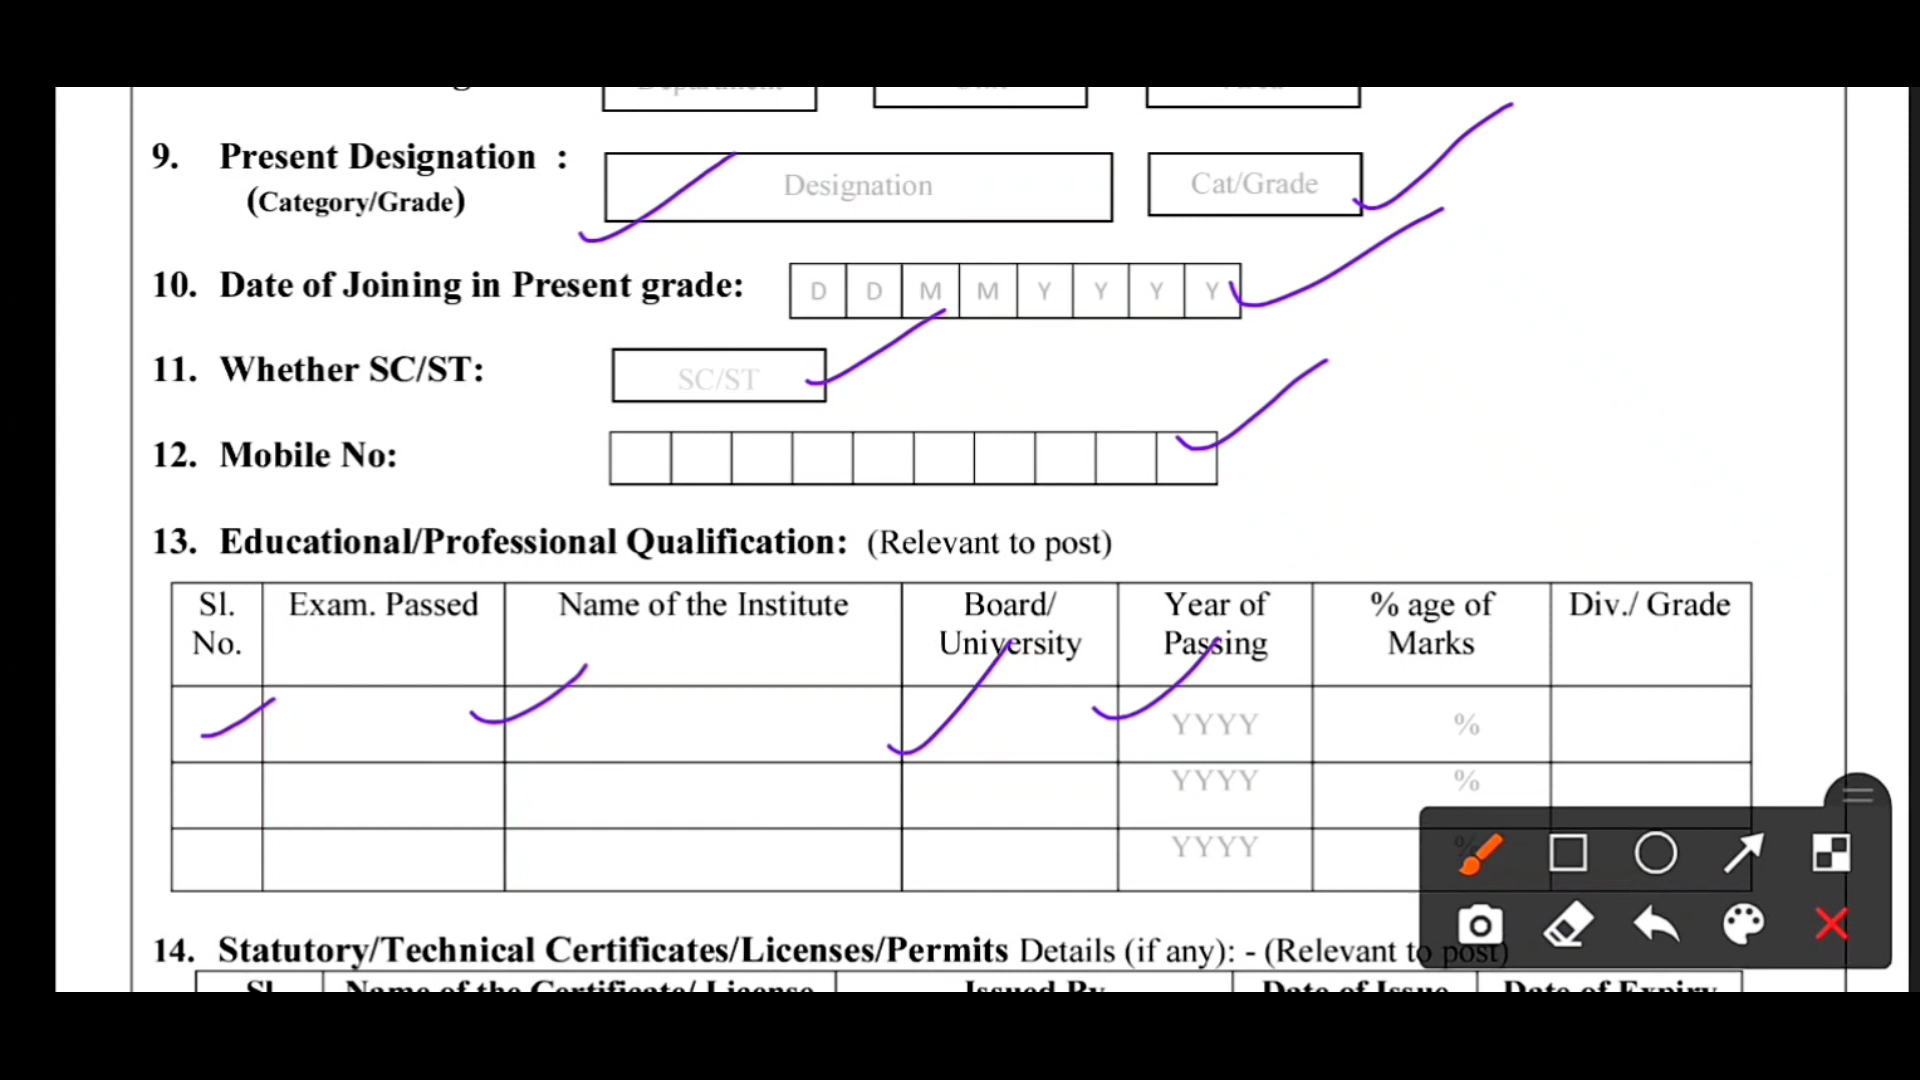 9. Present Designation :
(Category/Grade)
Designation
Cat/Grade
10. Date of Joining in Present grade:
D D M M Y Y Y Y
11. Whether SC/ST:
SC/ST
12. Mobile No:
13. Educational/Professional Qualification: (Relevant to post)
Sl. No. Exam. Passed Name of the Institute Board/ University Year of Passing % age of Marks Div./ Grade
YYYY %
YYYY %
YYYY %
14. Statutory/Technical Certificates/Licenses/Permits Details (if any): - (Relevant to post)
Sl. Name of the Certificate/ License Issued By Date of Issue Date of Expiry